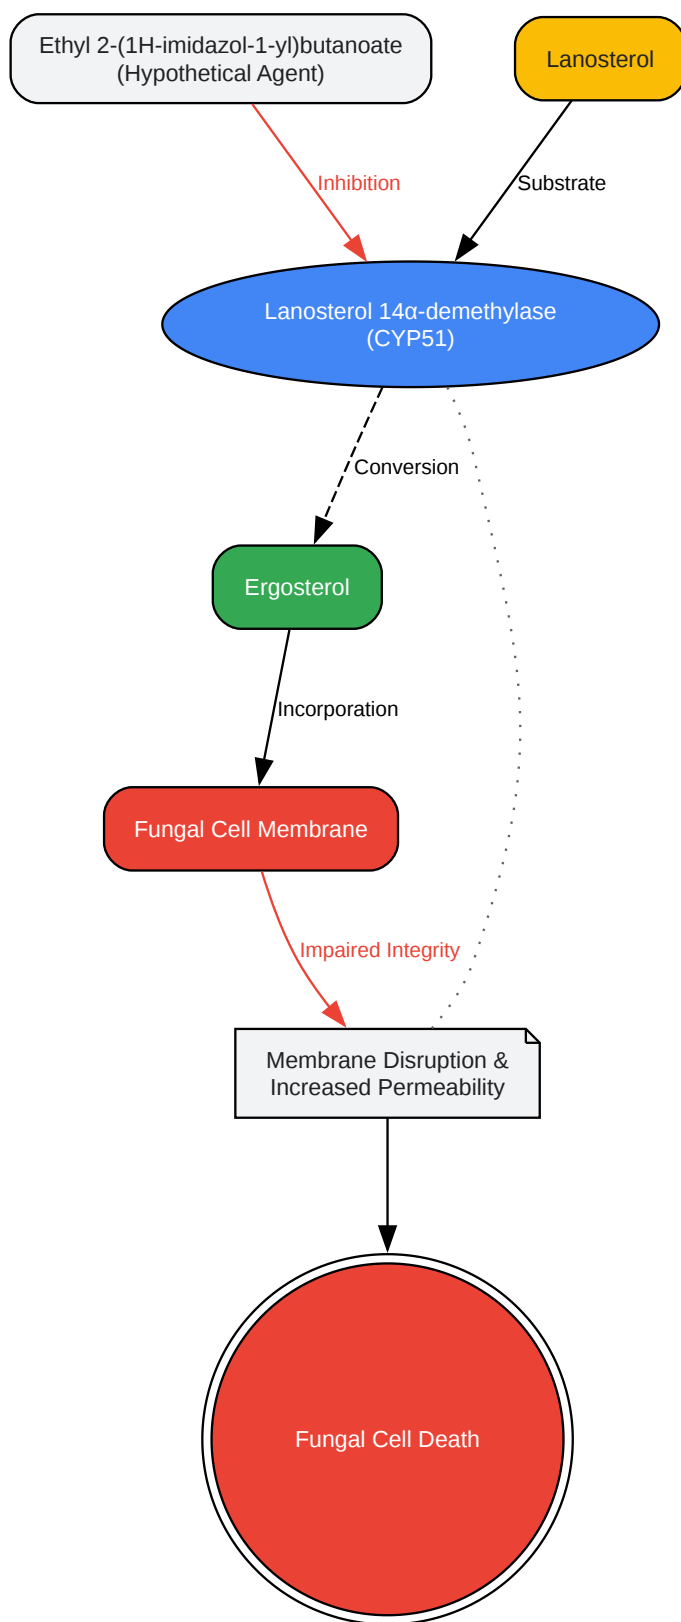 Ethyl 2-(1H-imidazol-1-yl)butanoate
(Hypothetical Agent)
Lanosterol
Inhibition
Substrate
Lanosterol 14α-demethylase
(CYP51)
Conversion
Ergosterol
Incorporation
Fungal Cell Membrane
Impaired Integrity
Membrane Disruption &
Increased Permeability
Fungal Cell Death